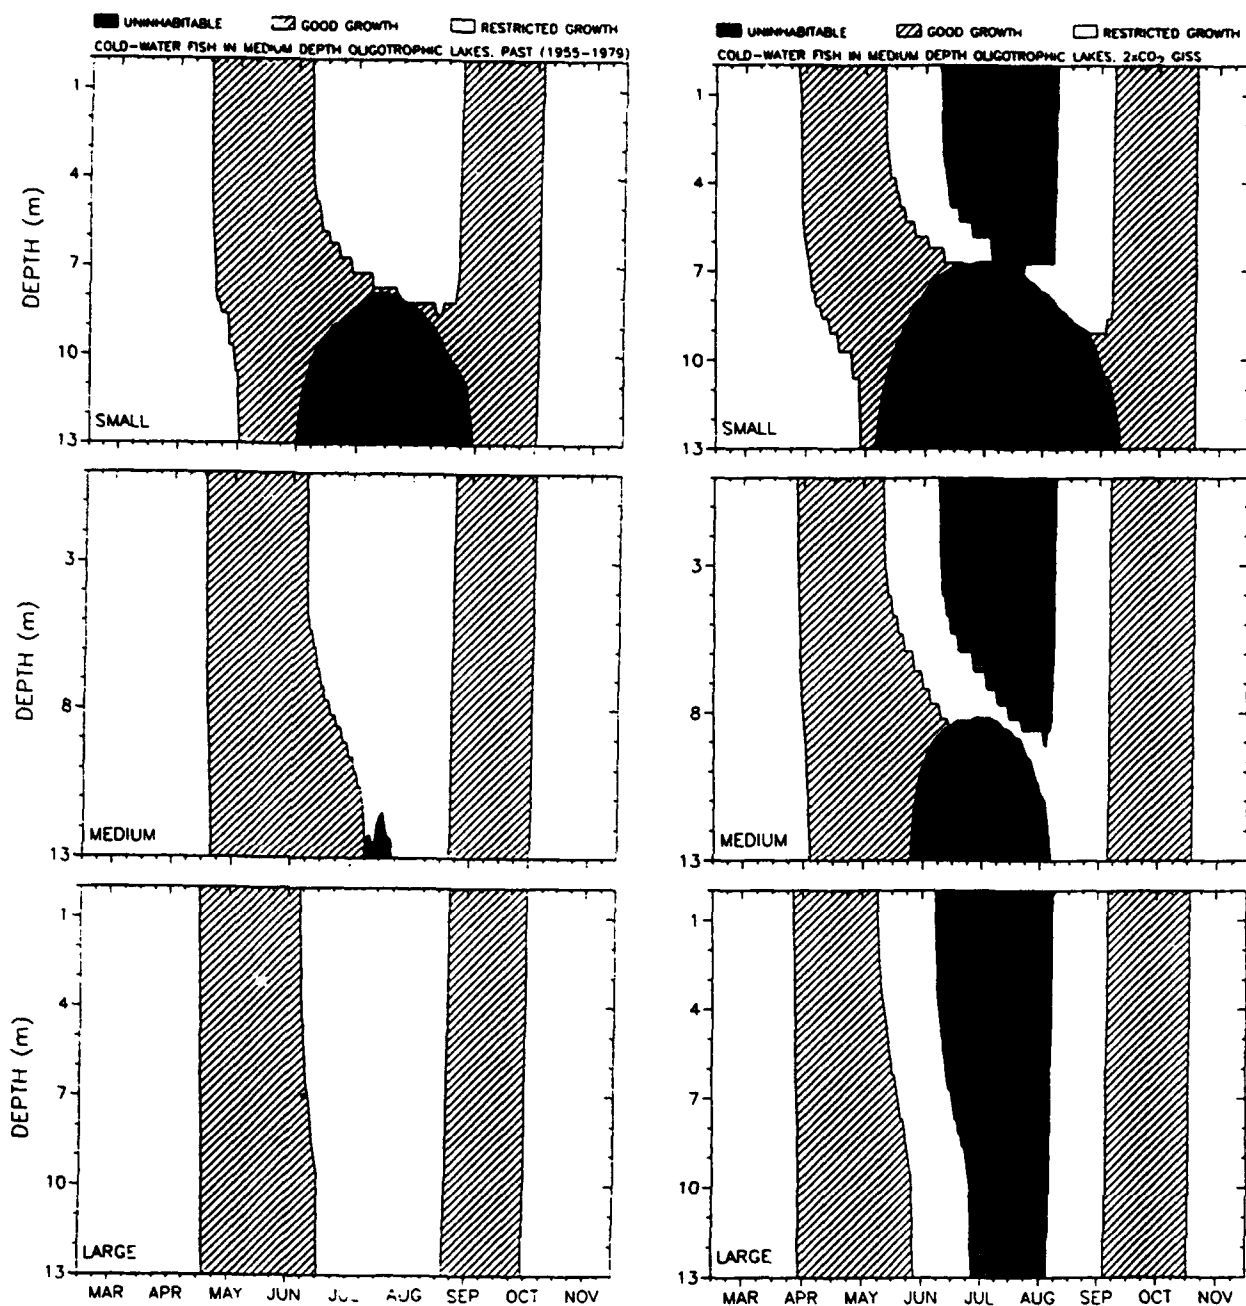 UNINHABITABLE GOOD GROWTH RESTRICTED GROWTH
COLD-WATER FISH IN MEDIUM DEPTH OLIGOTROPHIC LAKES. PAST (1955-1979)
1
4
7
10
13
DEPTH (m)
SMALL
3
8
13
DEPTH (m)
MEDIUM
1
4
7
10
13
DEPTH (m)
LARGE
MAR APR MAY JUN AUG SEP OCT NOV
UNINHABITABLE GOOD GROWTH RESTRICTED GROWTH
COLD-WATER FISH IN MEDIUM DEPTH OLIGOTROPHIC LAKES. 2xCO2 GISS
1
4
7
10
13
SMALL
3
8
13
MEDIUM
1
4
7
10
13
LARGE
MAR APR MAY JUN JUL AUG SEP OCT NOV